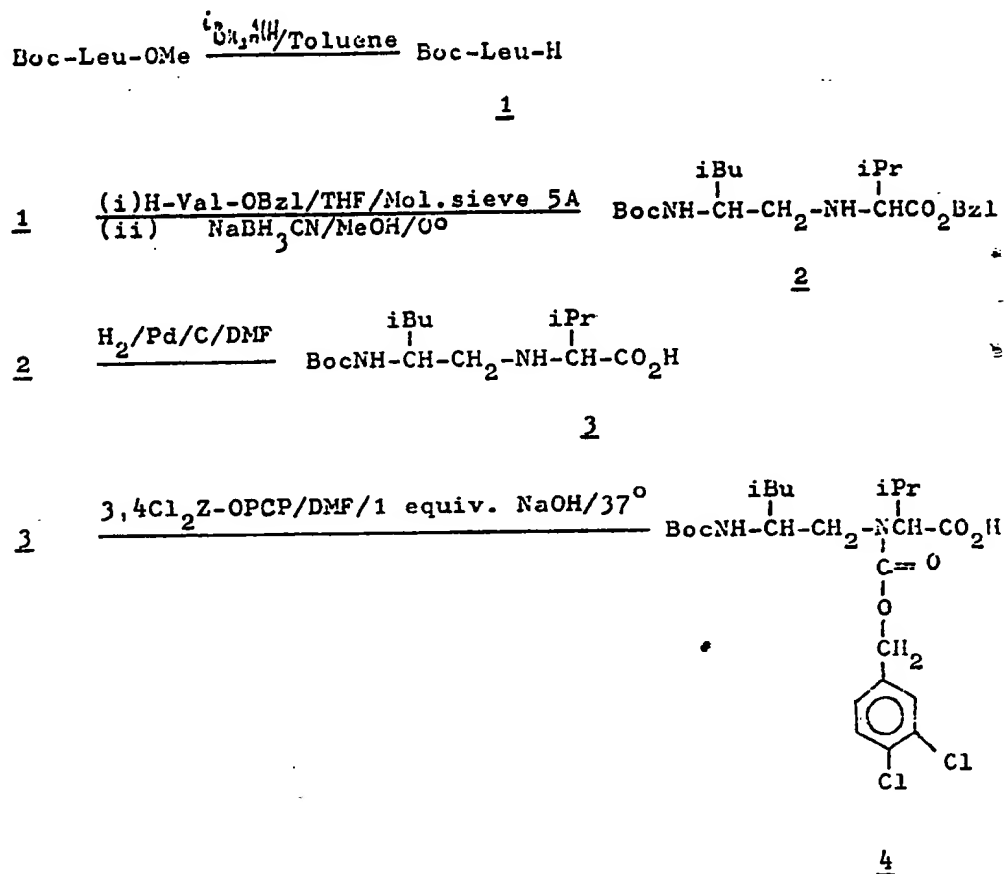 /Toluene
Boc-Leu-OMe Boc-Leu-H
1
iBu iPr
1 (i)H-Val-OBzl/THF/Mol.sieve 5A BocNH-CH-CH2-NH-CHCO2Bzl
(ii) NaBH3CN/MeOH/0°
2
iBu iPr
2 H2/Pd/C/DMF BocNH-CH-CH2-NH-CH-CO2H
3
3,4Cl2Z-OPCP/DMF/1 equiv. NaOH/37° iBu iPr
3 BocNH-CH-CH2-NCH-CO2H
C=O
O
CH2
Cl
Cl
4